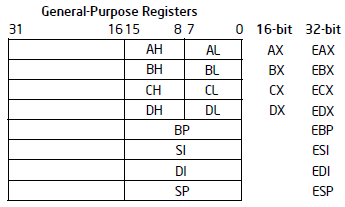 General-Purpose Registers
31 16 15 8 7 0 16-bit 32-bit
AH AL AX EAX
BH BL BX EBX
CH CL CX ECX
DH DL DX EDX
BP EBP
SI ESI
DI EDI
SP ESP